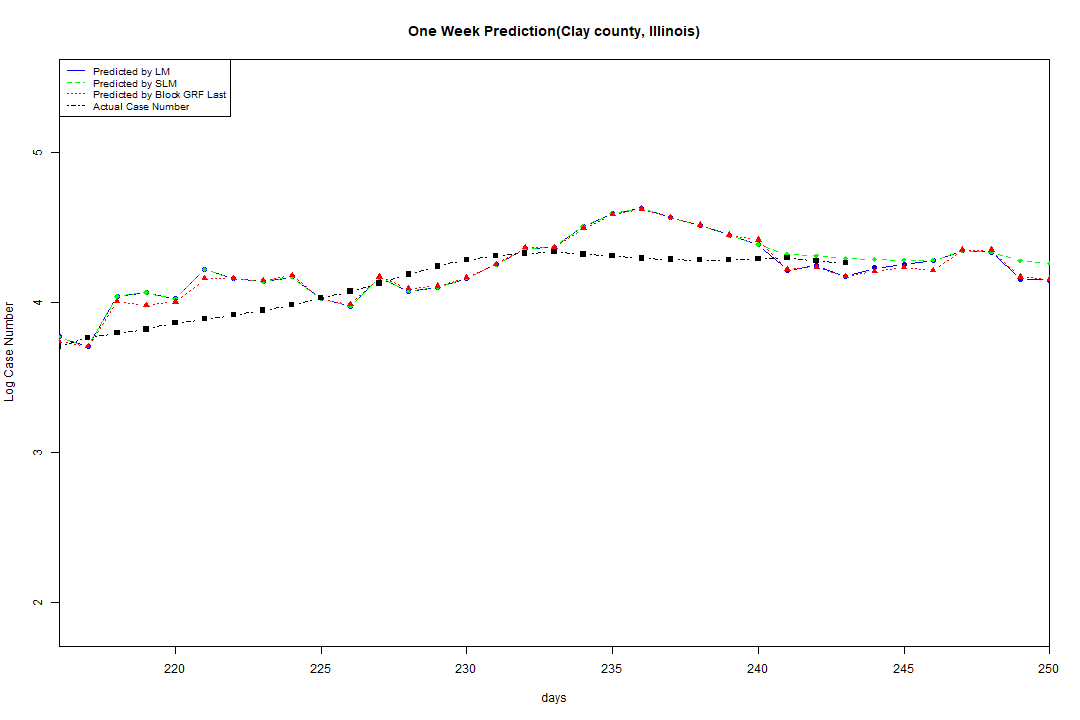 One Week Prediction(Clay county, Illinois)
Predicted by LM
Predicted by SLM
Predicted by Block GRF Last
Actual Case Number
5
4
3
2
Log Case Number
220 225 230 235 240 245 250
days